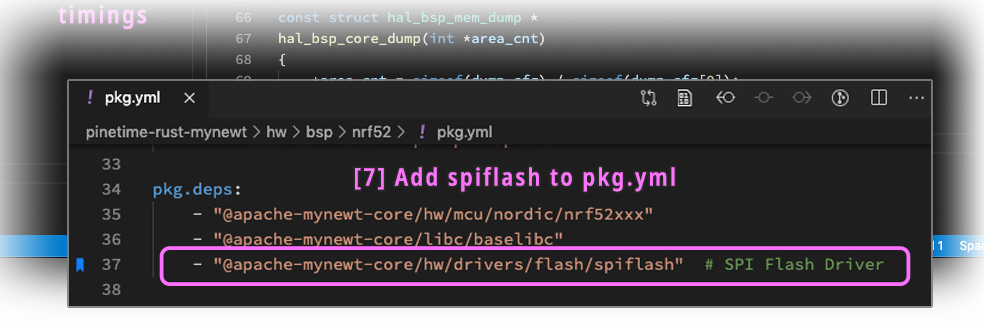 timings
66 const struct hal_bsp_mem_dump *
67 hal_bsp_core_dump(int *area_cnt)
68 {
! pkg.yml ×
pinetime-rust-mynewt > hw > bsp > nrf52 > ! pkg.yml
33
[7] Add spiflash to pkg.yml
34 pkg.deps:
35 - "@apache-mynewt-core/hw/mcu/nordic/nrf52xxx"
36 - "@apache-mynewt-core/libc/baselibc"
37 - "@apache-mynewt-core/hw/drivers/flash/spiflash" # SPI Flash Driver
38